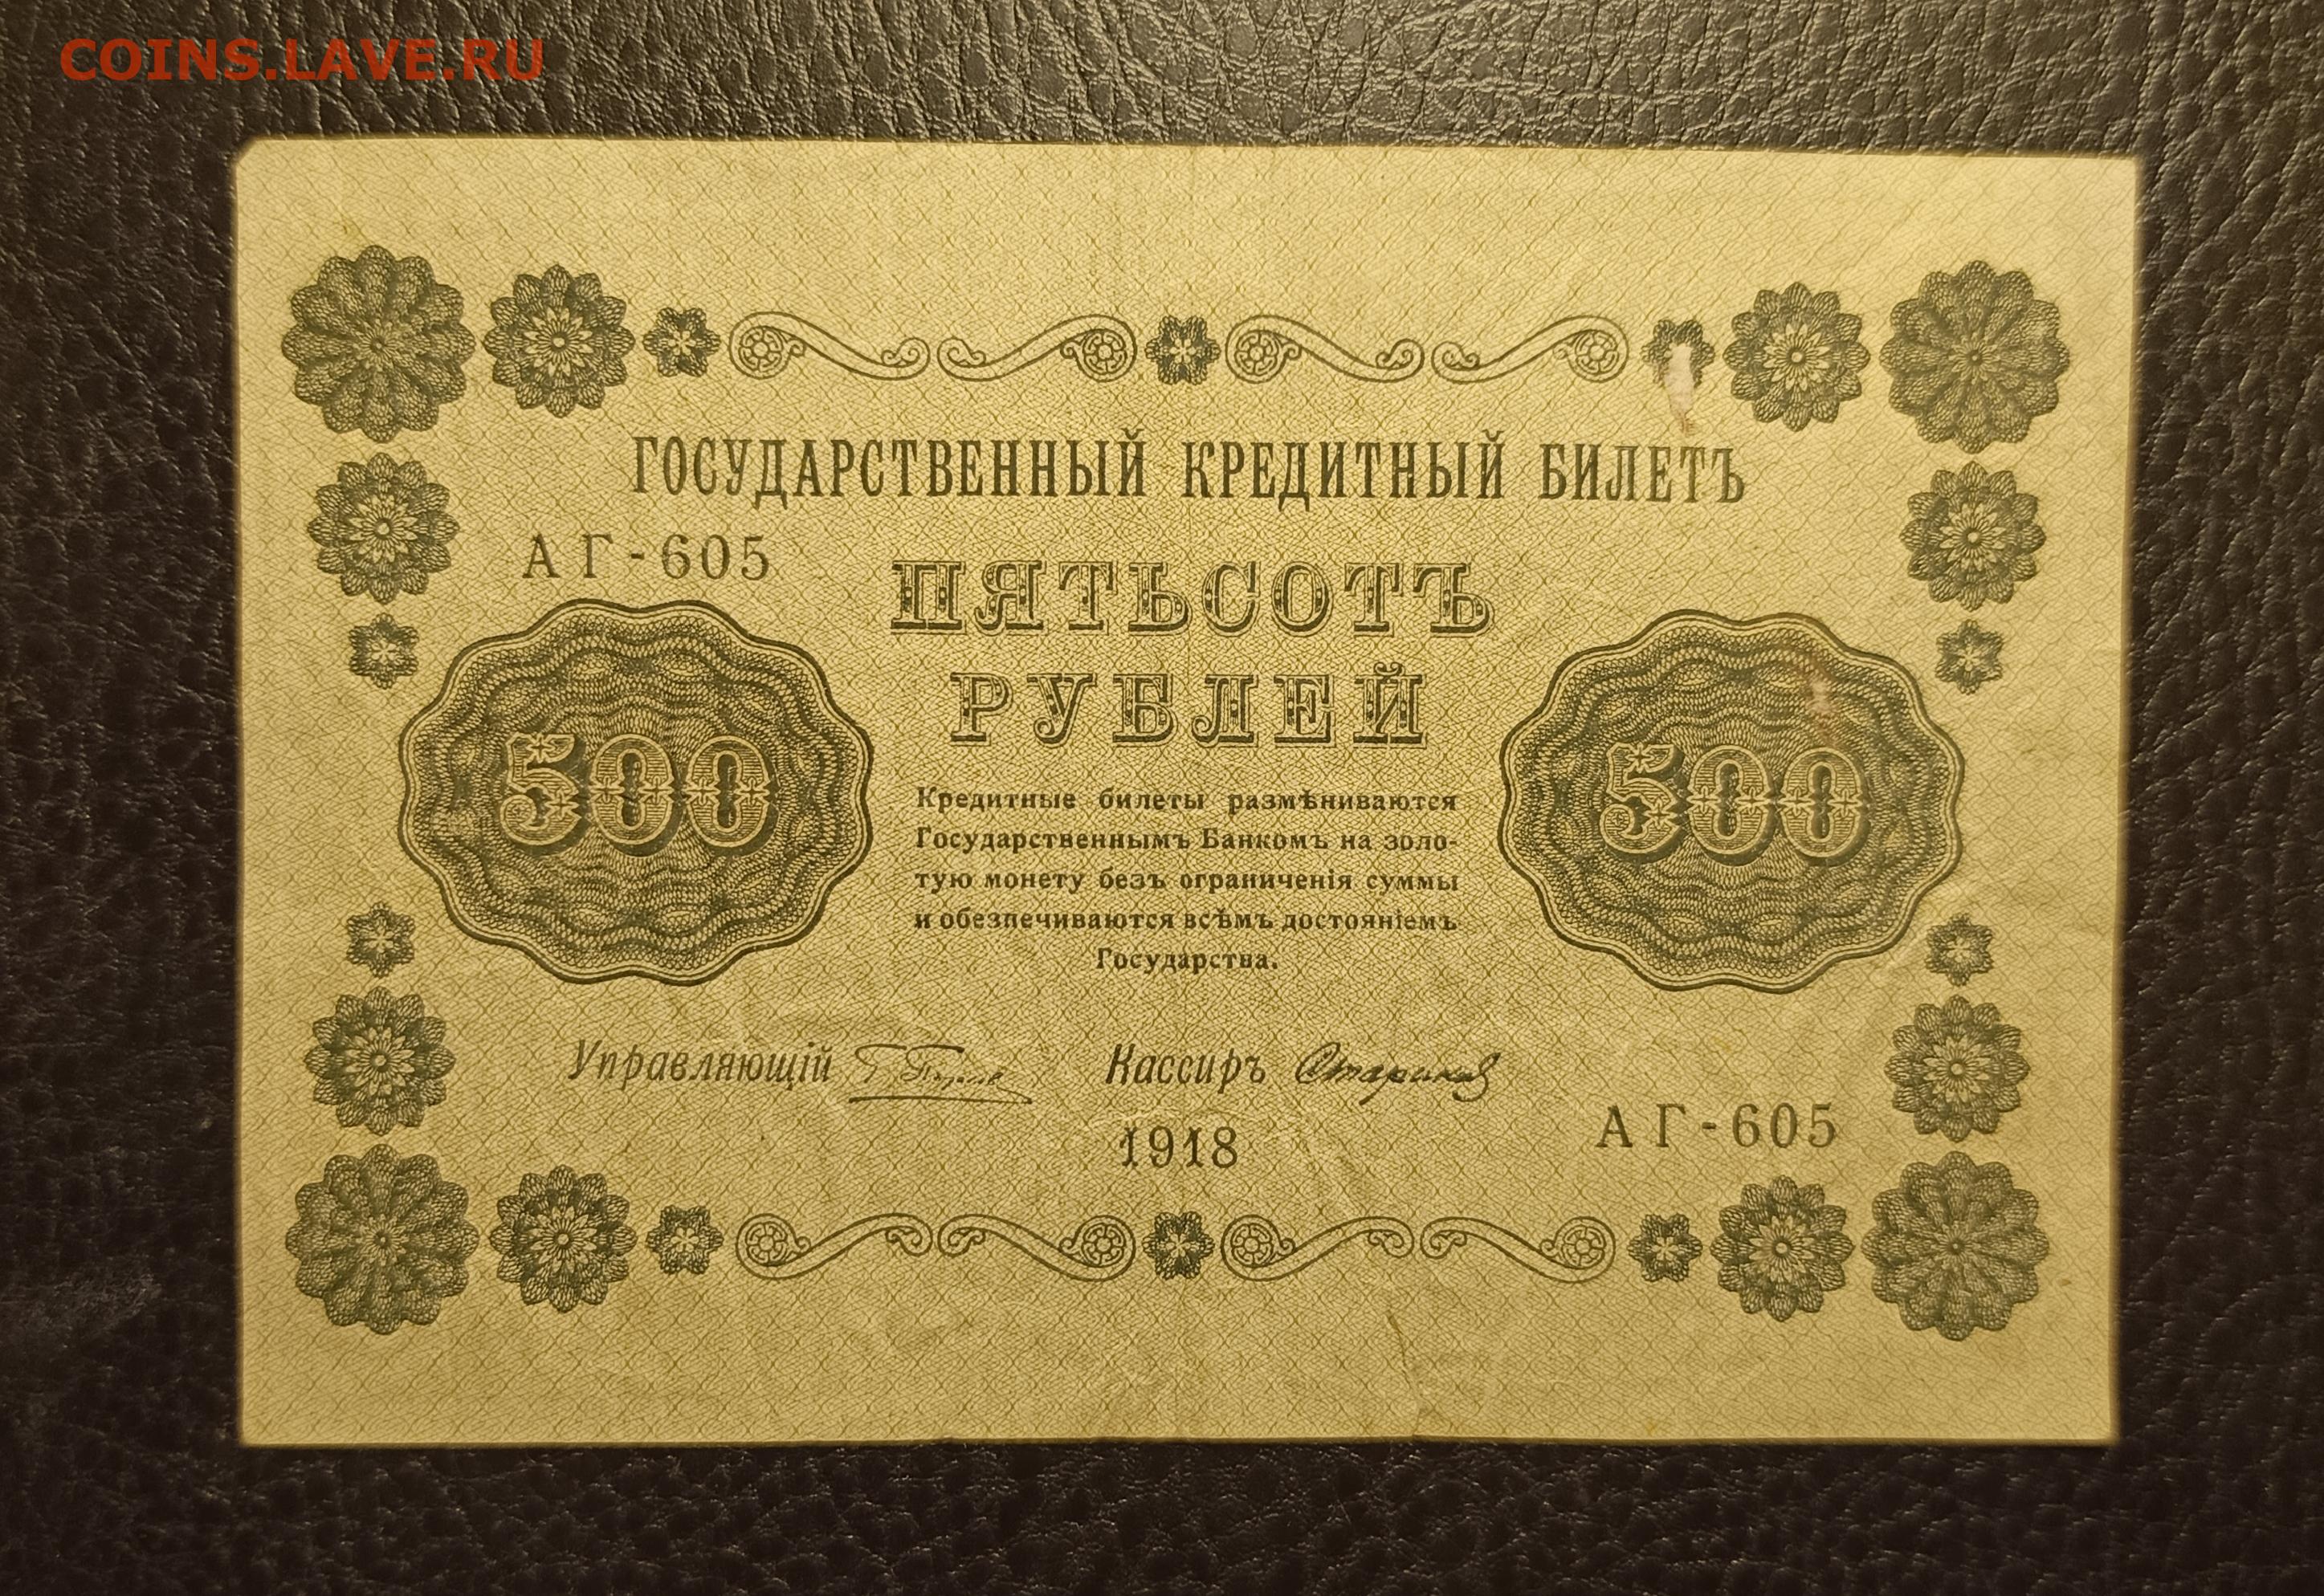 COINS.LAVE.RU
ГОСУДАРСТВЕННЫЙ КРЕДИТНЫЙ БИЛЕТЪ
АГ-605
ПЯТЬСОТЪ
РУБЛЕЙ
500
500
Кредитные билеты размѣниваются
Государственнымъ Банкомъ на золо-
тую монету безъ ограниченія суммы
и обезпечиваются всѣмъ достояніемъ
Государства.
Управляющій Кассиръ
1918
АГ-605